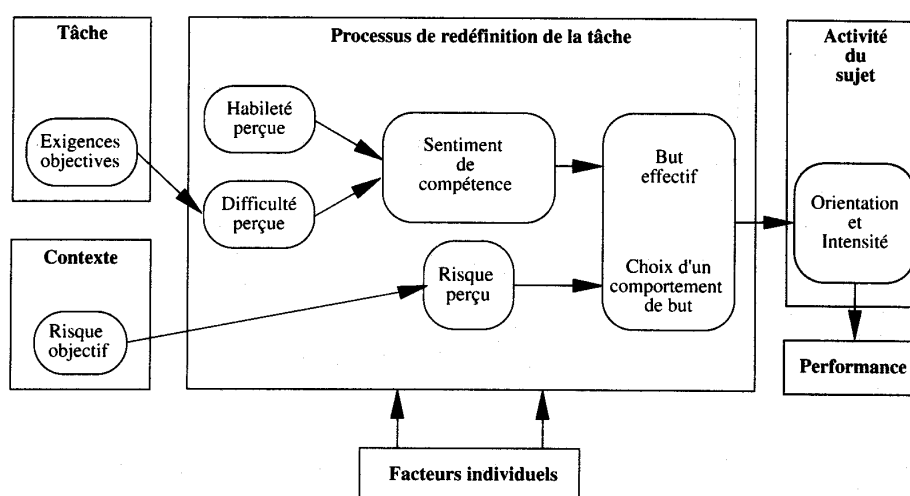 Tâche
Exigences
objectives
Contexte
Risque
objectif
Processus de redéfinition de la tâche
Habileté
perçue
Difficulté
perçue
Sentiment
de
compétence
Risque
perçu
But
effectif
Choix d'un
comportement
de but
Activité
du
sujet
Orientation
et
Intensité
Performance
Facteurs individuels